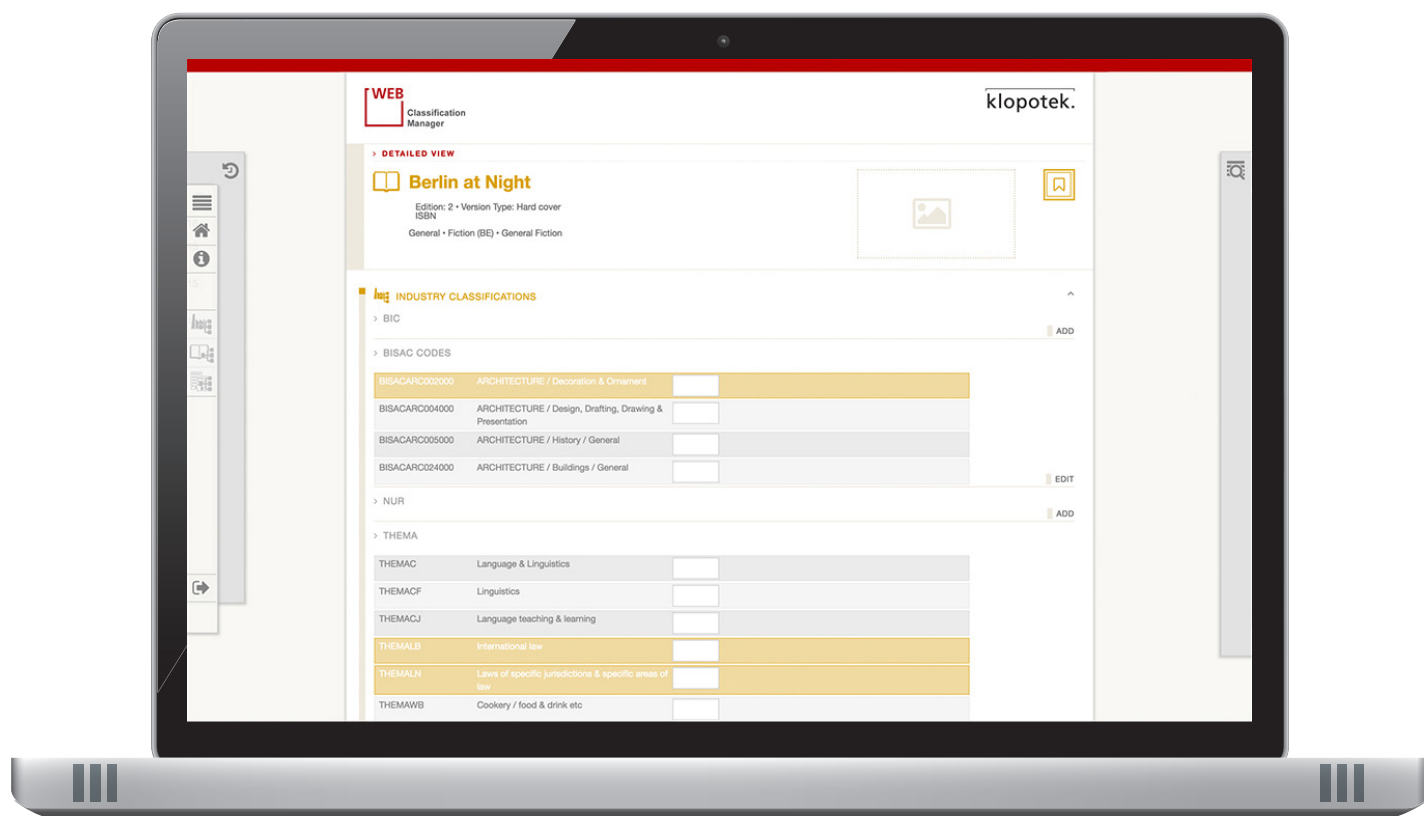 WEB
Classification
Manager
klopotek.
› DETAILED VIEW
Berlin at Night
Edition: 2 • Version Type: Hard cover
ISBN
General • Fiction (BE) • General Fiction
INDUSTRY CLASSIFICATIONS
› BIC
ADD
› BISAC CODES
BISACARC002000 ARCHITECTURE / Decoration & Ornament
BISACARC004000 ARCHITECTURE / Design, Drafting, Drawing &
Presentation
BISACARC005000 ARCHITECTURE / History / General
BISACARC024000 ARCHITECTURE / Buildings / General
EDIT
› NUR
ADD
› THEMA
THEMAC Language & Linguistics
THEMACF Linguistics
THEMACJ Language teaching & learning
THEMALB International law
THEMALN Laws of specific jurisdictions & specific areas of
law
THEMAWB Cookery / food & drink etc